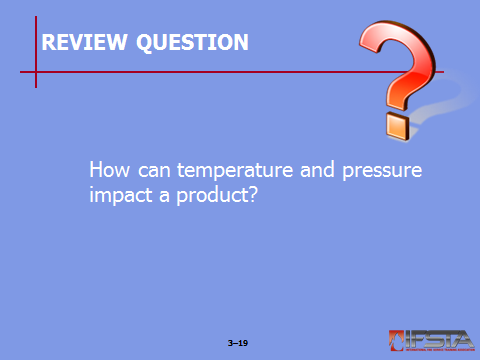 REVIEW QUESTION
How can temperature and pressure
impact a product?
3–19
IFSTA